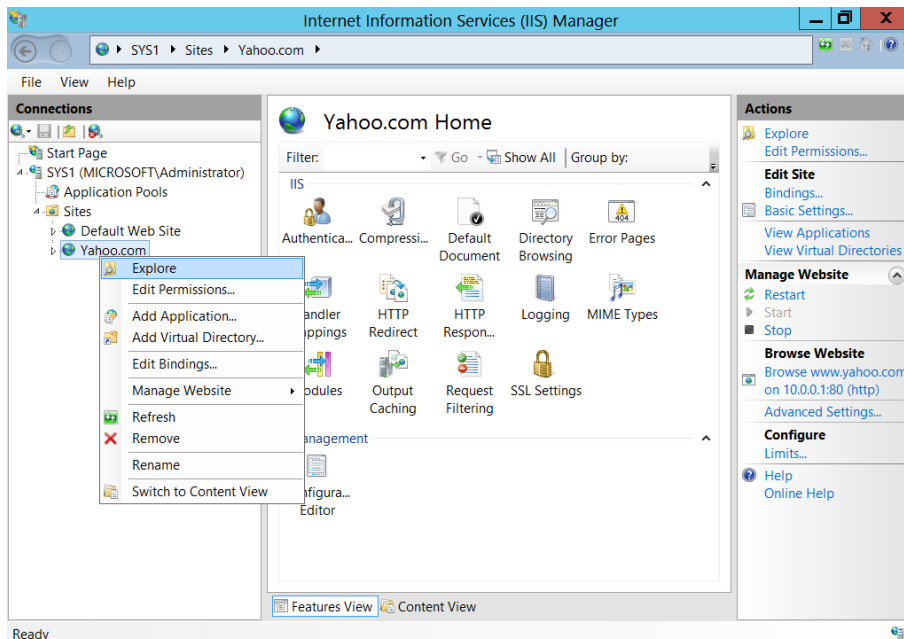 Internet Information Services (IIS) Manager
SYS1 Sites Yahoo.com
File View Help
Connections
Start Page
SYS1 (MICROSOFT\Administrator)
Application Pools
Sites
Default Web Site
Yahoo.com
Explore
Edit Permissions...
Add Application...
Add Virtual Directory...
Edit Bindings...
Manage Website
Refresh
Remove
Rename
Switch to Content View
Yahoo.com Home
Filter: Go Show All Group by:
IIS
Authentica... Compressi... Default Document Directory Browsing Error Pages
andler ppings HTTP Redirect HTTP Respon... Logging MIME Types
odules Output Caching Request Filtering SSL Settings
anagement
nfigura... Editor
Features View Content View
Actions
Explore
Edit Permissions...
Edit Site
Bindings...
Basic Settings...
View Applications
View Virtual Directories
Manage Website
Restart
Start
Stop
Browse Website
Browse www.yahoo.com
on 10.0.0.1:80 (http)
Advanced Settings...
Configure
Limits...
Help
Online Help
Ready